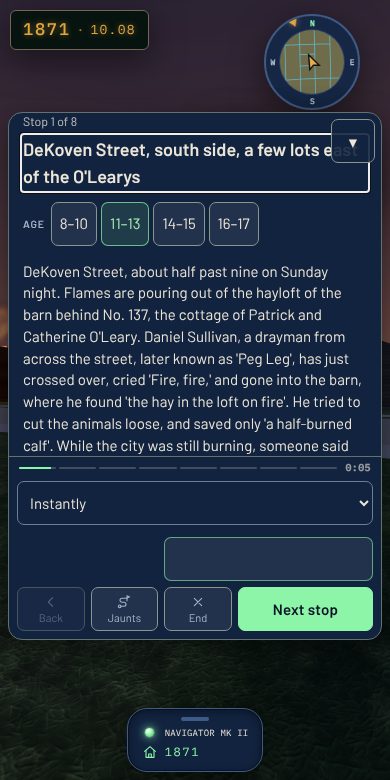 1871 · 10.08
N
W
E
S
Stop 1 of 8
DeKoven Street, south side, a few lots east
of the O'Learys
▼
AGE 8–10 11–13 14–15 16–17
DeKoven Street, about half past nine on Sunday
night. Flames are pouring out of the hayloft of the
barn behind No. 137, the cottage of Patrick and
Catherine O'Leary. Daniel Sullivan, a drayman from
across the street, later known as 'Peg Leg', has just
crossed over, cried 'Fire, fire,' and gone into the barn,
where he found 'the hay in the loft on fire'. He tried to
cut the animals loose, and saved only 'a half-burned
calf'. While the city was still burning, someone said
0:05
Instantly
Back Jaunts End Next stop
NAVIGATOR MK II
1871